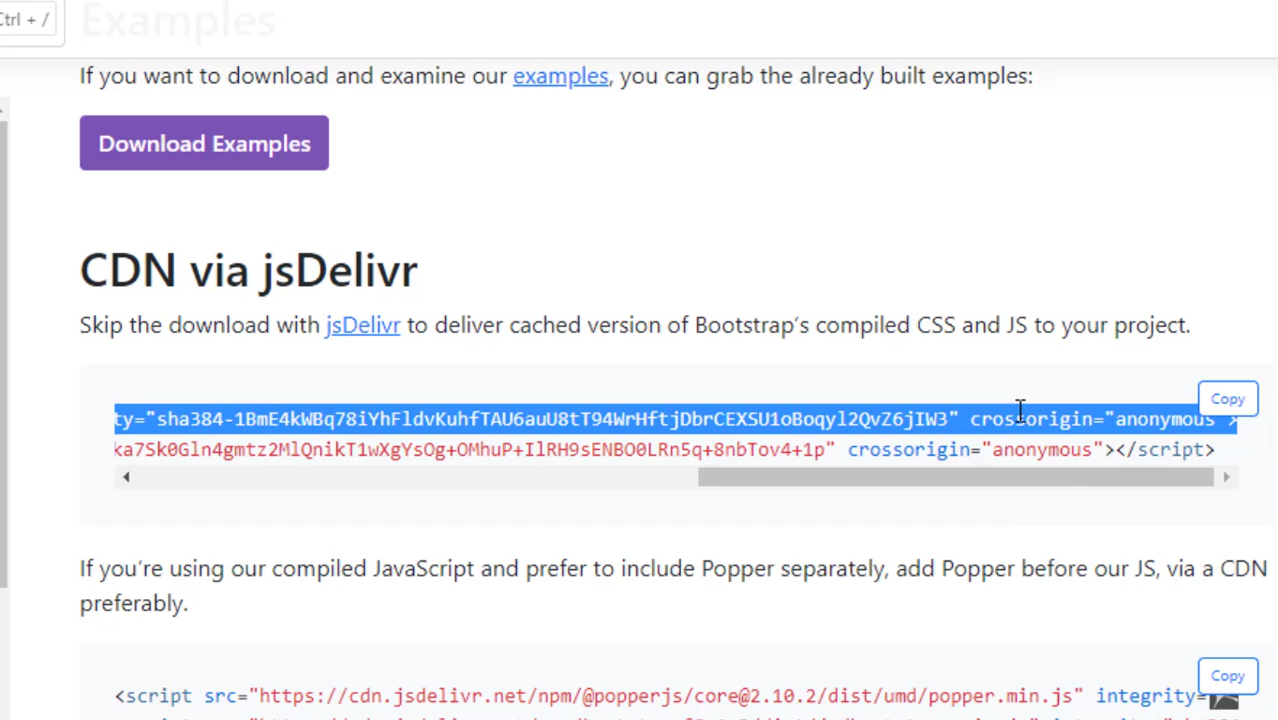 Ctrl + /
Examples
If you want to download and examine our examples, you can grab the already built examples:
Download Examples
CDN via jsDelivr
Skip the download with jsDelivr to deliver cached version of Bootstrap’s compiled CSS and JS to your project.
Copy
ty="sha384-1BmE4kWBq78iYhFldvKuhfTAU6auU8tT94WrHftjDbrCEXSU1oBoqyl2QvZ6jIW3" crossorigin="anonymous">
ka7Sk0Gln4gmtz2MlQnikT1wXgYsOg+OMhuP+IlRH9sENBO0LRn5q+8nbTov4+1p" crossorigin="anonymous"></script>
If you’re using our compiled JavaScript and prefer to include Popper separately, add Popper before our JS, via a CDN
preferably.
Copy
<script src="https://cdn.jsdelivr.net/npm/@popperjs/core@2.10.2/dist/umd/popper.min.js" integrity=